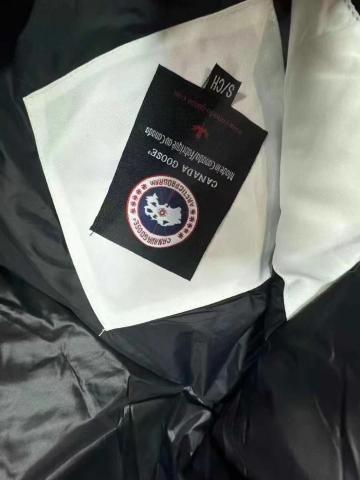 CANADA GOOSE
ARCTIC PROGRAM
CANADA GOOSE®
Made in Canada/Fabriqué au Canada
S/CH